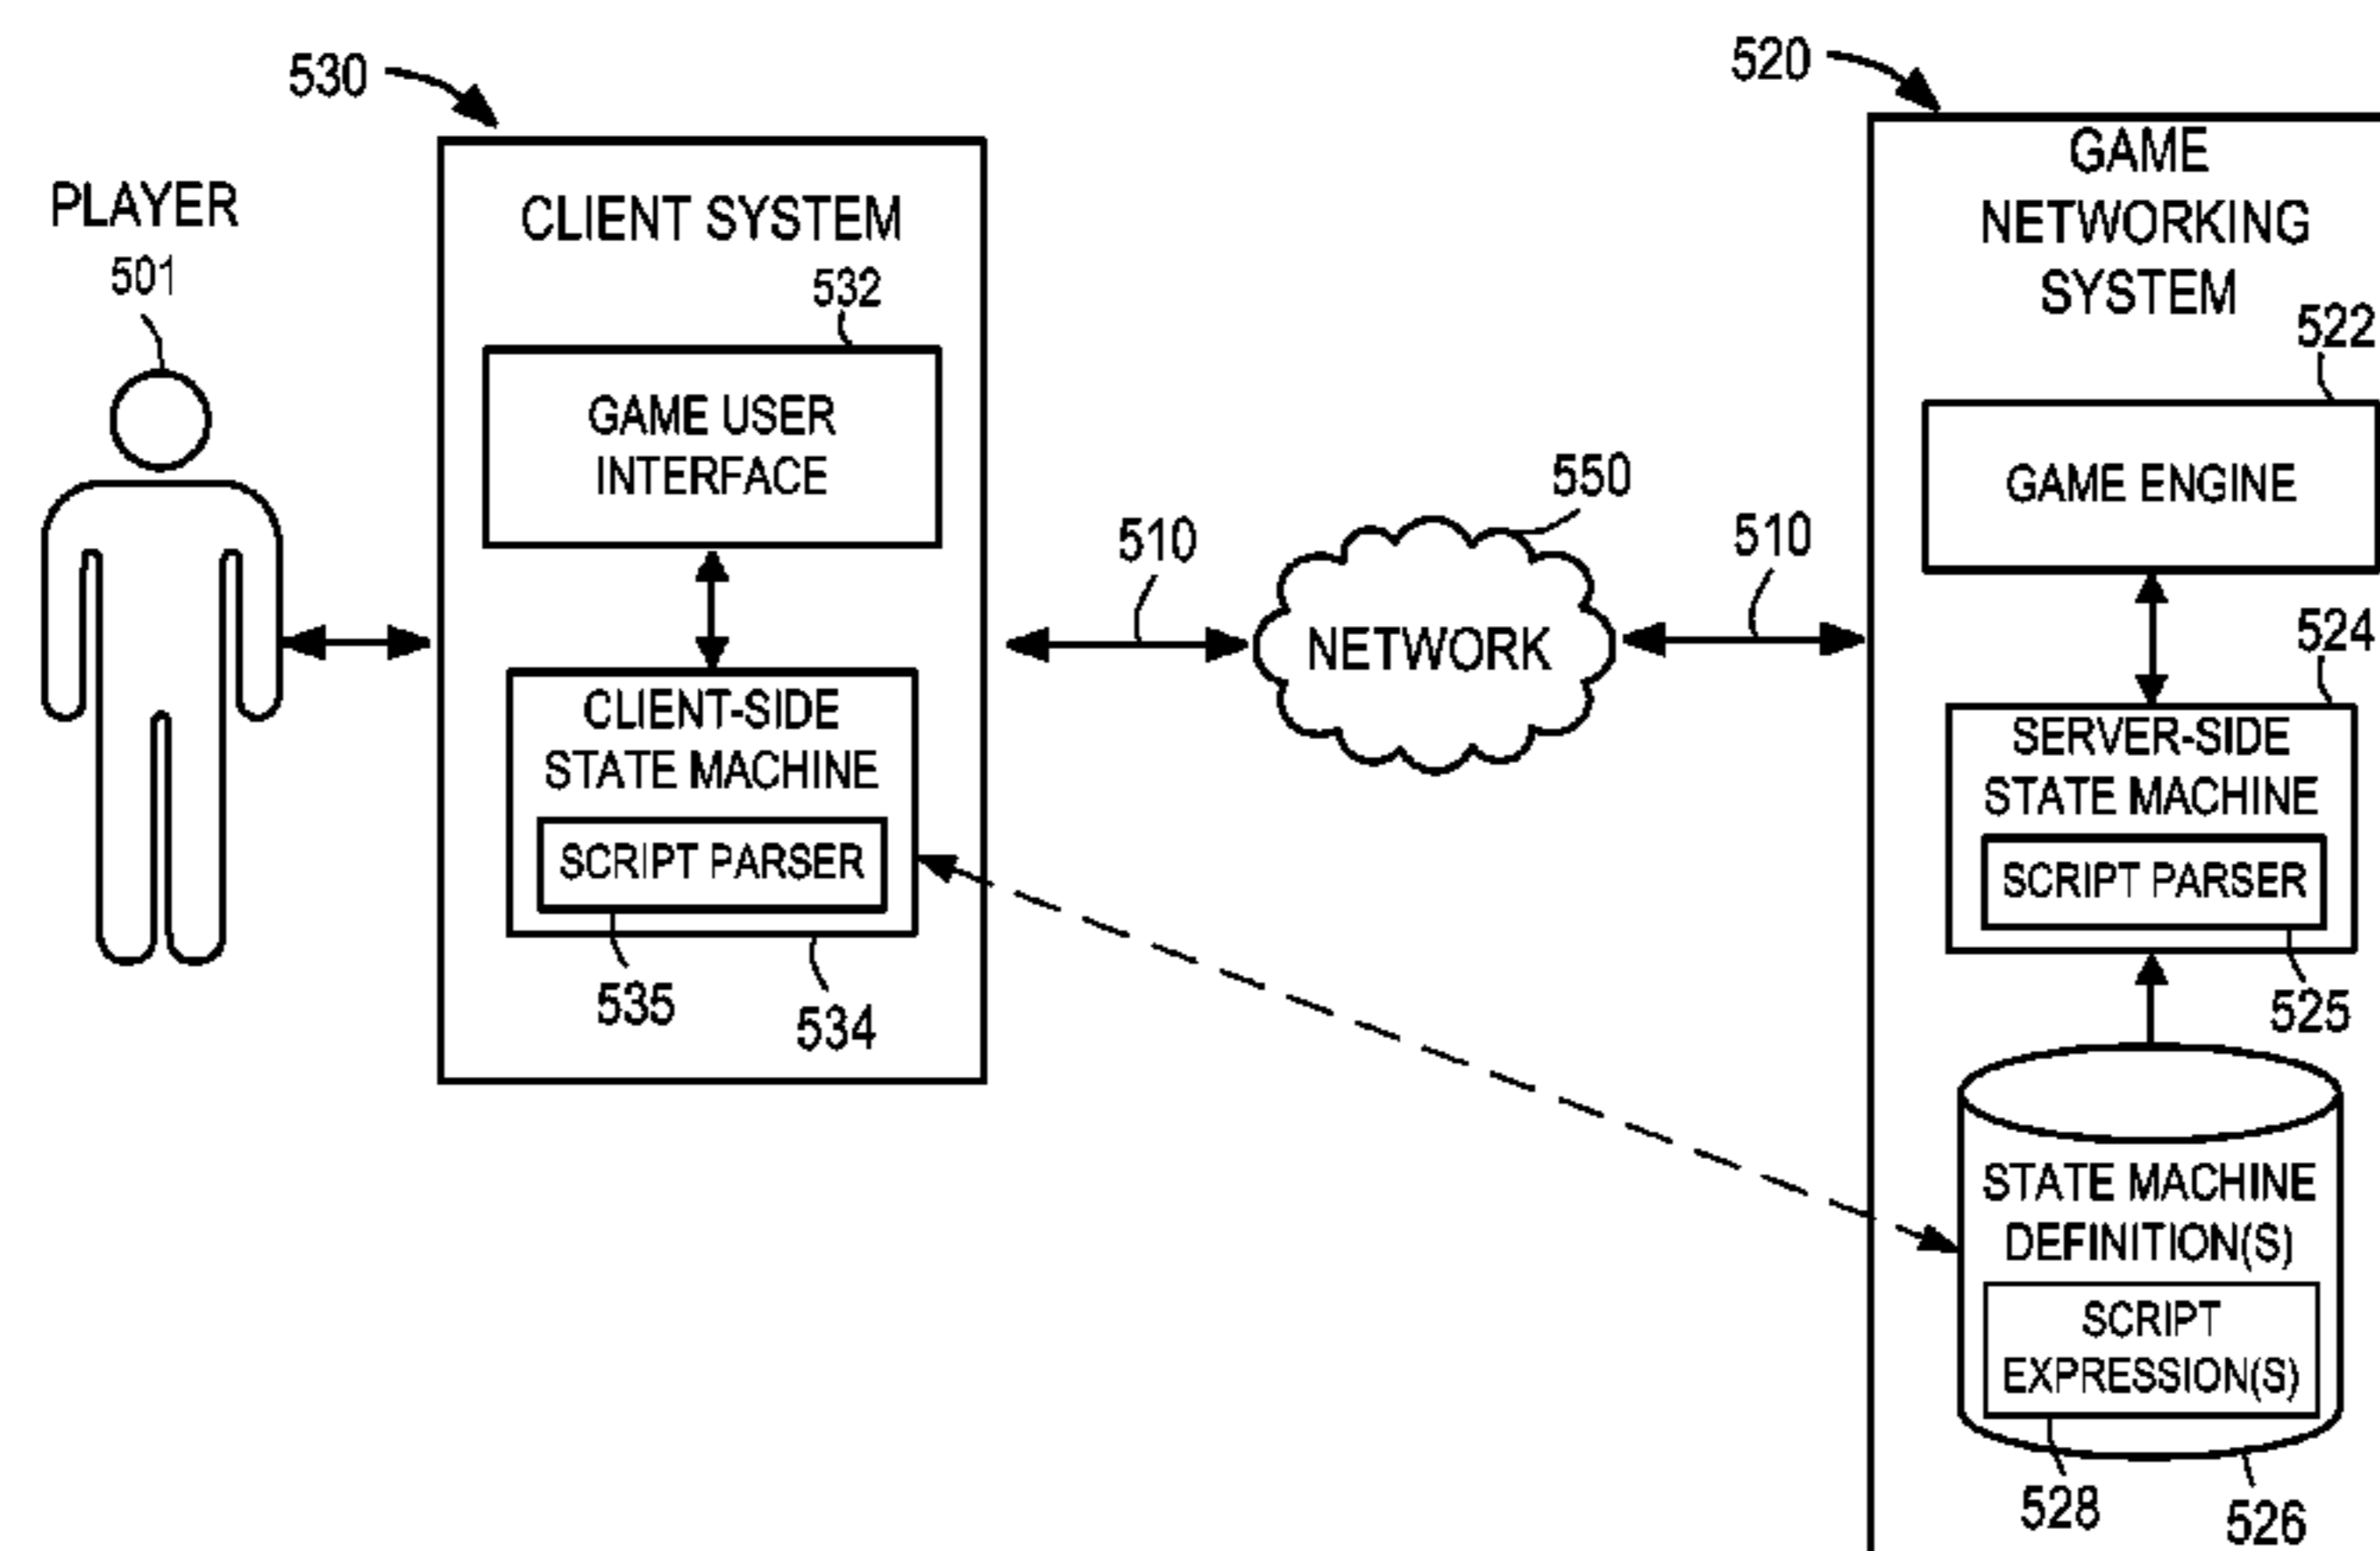 530
520
PLAYER
501
CLIENT SYSTEM
532
GAME USER
INTERFACE
CLIENT-SIDE
STATE MACHINE
SCRIPT PARSER
535
534
510
NETWORK
550
510
GAME
NETWORKING
SYSTEM
522
GAME ENGINE
524
SERVER-SIDE
STATE MACHINE
SCRIPT PARSER
525
STATE MACHINE
DEFINITION(S)
SCRIPT
EXPRESSION(S)
528
526